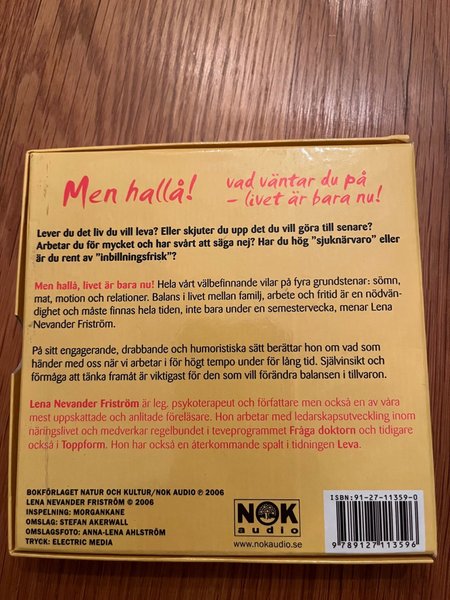 Men hallå! vad väntar du på
– livet är bara nu!
Lever du det liv du vill leva? Eller skjuter du upp det du vill göra till senare?
Arbetar du för mycket och har svårt att säga nej? Har du hög "sjuknärvaro" eller
är du rent av "inbillningsfrisk"?
Men hallå, livet är bara nu! Hela vårt välbefinnande vilar på fyra grundstenar: sömn,
mat, motion och relationer. Balans i livet mellan familj, arbete och fritid är en nödvän-
dighet och måste finnas hela tiden, inte bara under en semestervecka, menar Lena
Nevander Friström.
På sitt engagerande, drabbande och humoristiska sätt berättar hon om vad som
händer med oss när vi arbetar i för högt tempo under för lång tid. Självinsikt och
förmåga att tänka framåt är viktigast för den som vill förändra balansen i tillvaron.
Lena Nevander Friström är leg, psykoterapeut och författare men också en av våra
mest uppskattade och anlitade föreläsare. Hon arbetar med ledarskapsutveckling inom
näringslivet och medverkar regelbundet i teveprogrammet Fråga doktorn och tidigare
också i Toppform. Hon har också en återkommande spalt i tidningen Leva.
BOKFÖRLAGET NATUR OCH KULTUR/NOK AUDIO ℗ 2006
LENA NEVANDER FRISTRÖM © 2006
INSPELNING: MORGANKANE
OMSLAG: STEFAN AKERWALL
OMSLAGSFOTO: ANNA-LENA AHLSTRÖM
TRYCK: ELECTRIC MEDIA
NOK
audio
www.nokaudio.se
ISBN:91-27-11359-0
9 789127 113596